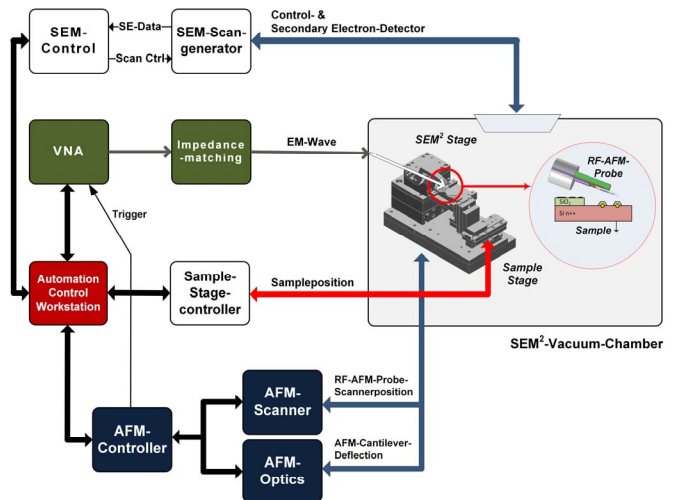 Control- &
Secondary Electron-Detector
SEM-
Control
SE-Data
Scan Ctrl
SEM-Scan-
generator
VNA
Impedance
-matching
EM-Wave
SEM² Stage
RF-AFM-
Probe
SiO₂
Si n++
Sample
Trigger
Automation
Control
Workstation
Sample-
Stage-
controller
Sampleposition
Sample
Stage
SEM²-Vacuum-Chamber
AFM-
Controller
AFM-
Scanner
RF-AFM-Probe-
Scannerposition
AFM-
Optics
AFM-Cantilever-
Deflection